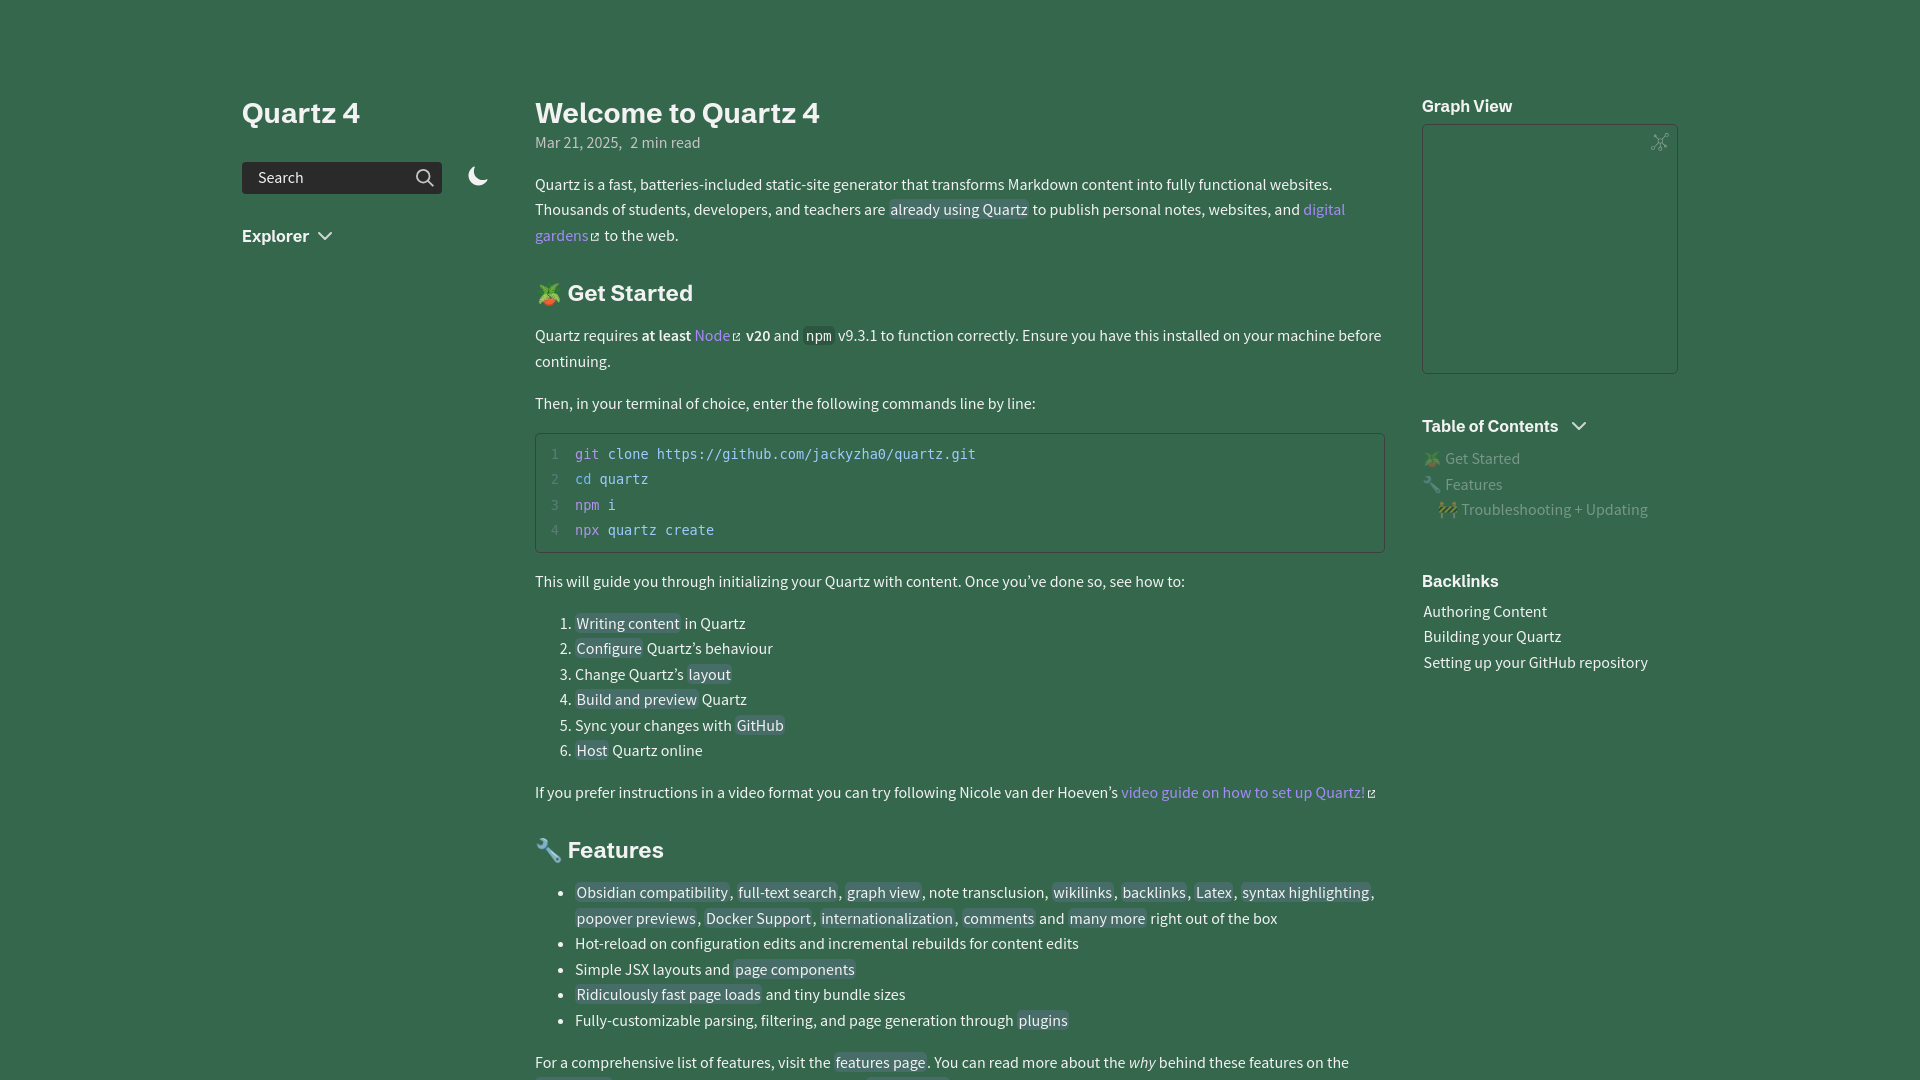 Quartz 4
Search
Explorer
Welcome to Quartz 4
Mar 21, 2025, 2 min read
Quartz is a fast, batteries-included static-site generator that transforms Markdown content into fully functional websites.
Thousands of students, developers, and teachers are already using Quartz to publish personal notes, websites, and digital
gardens to the web.
🪴 Get Started
Quartz requires at least Node v20 and npm v9.3.1 to function correctly. Ensure you have this installed on your machine before
continuing.
Then, in your terminal of choice, enter the following commands line by line:
1 git clone https://github.com/jackyzha0/quartz.git
2 cd quartz
3 npm i
4 npx quartz create
This will guide you through initializing your Quartz with content. Once you’ve done so, see how to:
1. Writing content in Quartz
2. Configure Quartz’s behaviour
3. Change Quartz’s layout
4. Build and preview Quartz
5. Sync your changes with GitHub
6. Host Quartz online
If you prefer instructions in a video format you can try following Nicole van der Hoeven’s video guide on how to set up Quartz!
🔧 Features
• Obsidian compatibility, full-text search, graph view, note transclusion, wikilinks, backlinks, Latex, syntax highlighting,
popover previews, Docker Support, internationalization, comments and many more right out of the box
• Hot-reload on configuration edits and incremental rebuilds for content edits
• Simple JSX layouts and page components
• Ridiculously fast page loads and tiny bundle sizes
• Fully-customizable parsing, filtering, and page generation through plugins
For a comprehensive list of features, visit the features page. You can read more about the why behind these features on the
Graph View
Table of Contents
🪴 Get Started
🔧 Features
🚧 Troubleshooting + Updating
Backlinks
Authoring Content
Building your Quartz
Setting up your GitHub repository